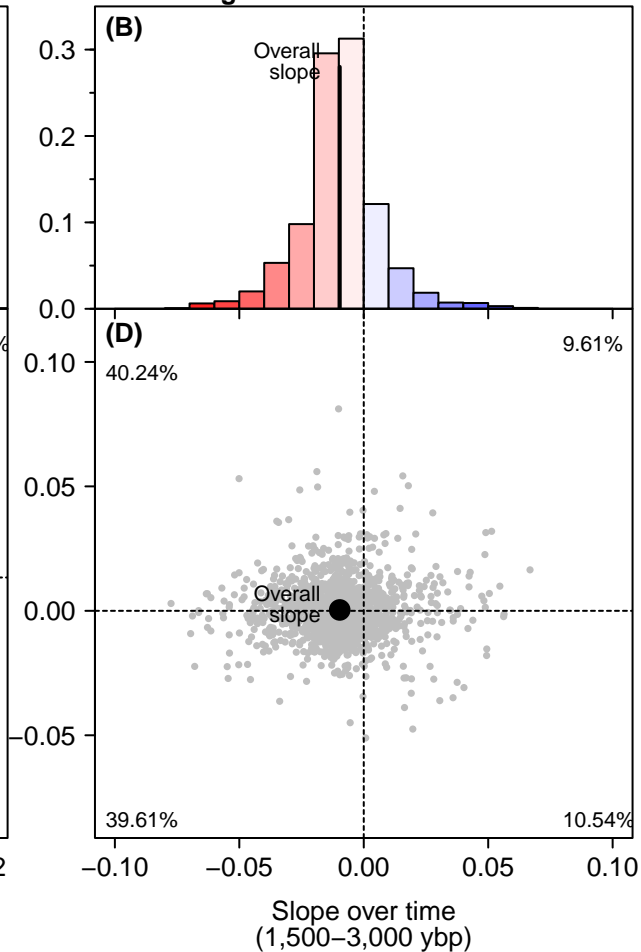 (B)
0.3
Overall
slope
0.2
0.1
0.0
(D)
9.61%
40.24%
0.10
0.05
Overall
slope
0.00
−0.05
39.61%
10.54%
−0.10 −0.05 0.00 0.05 0.10
Slope over time
(1,500−3,000 ybp)